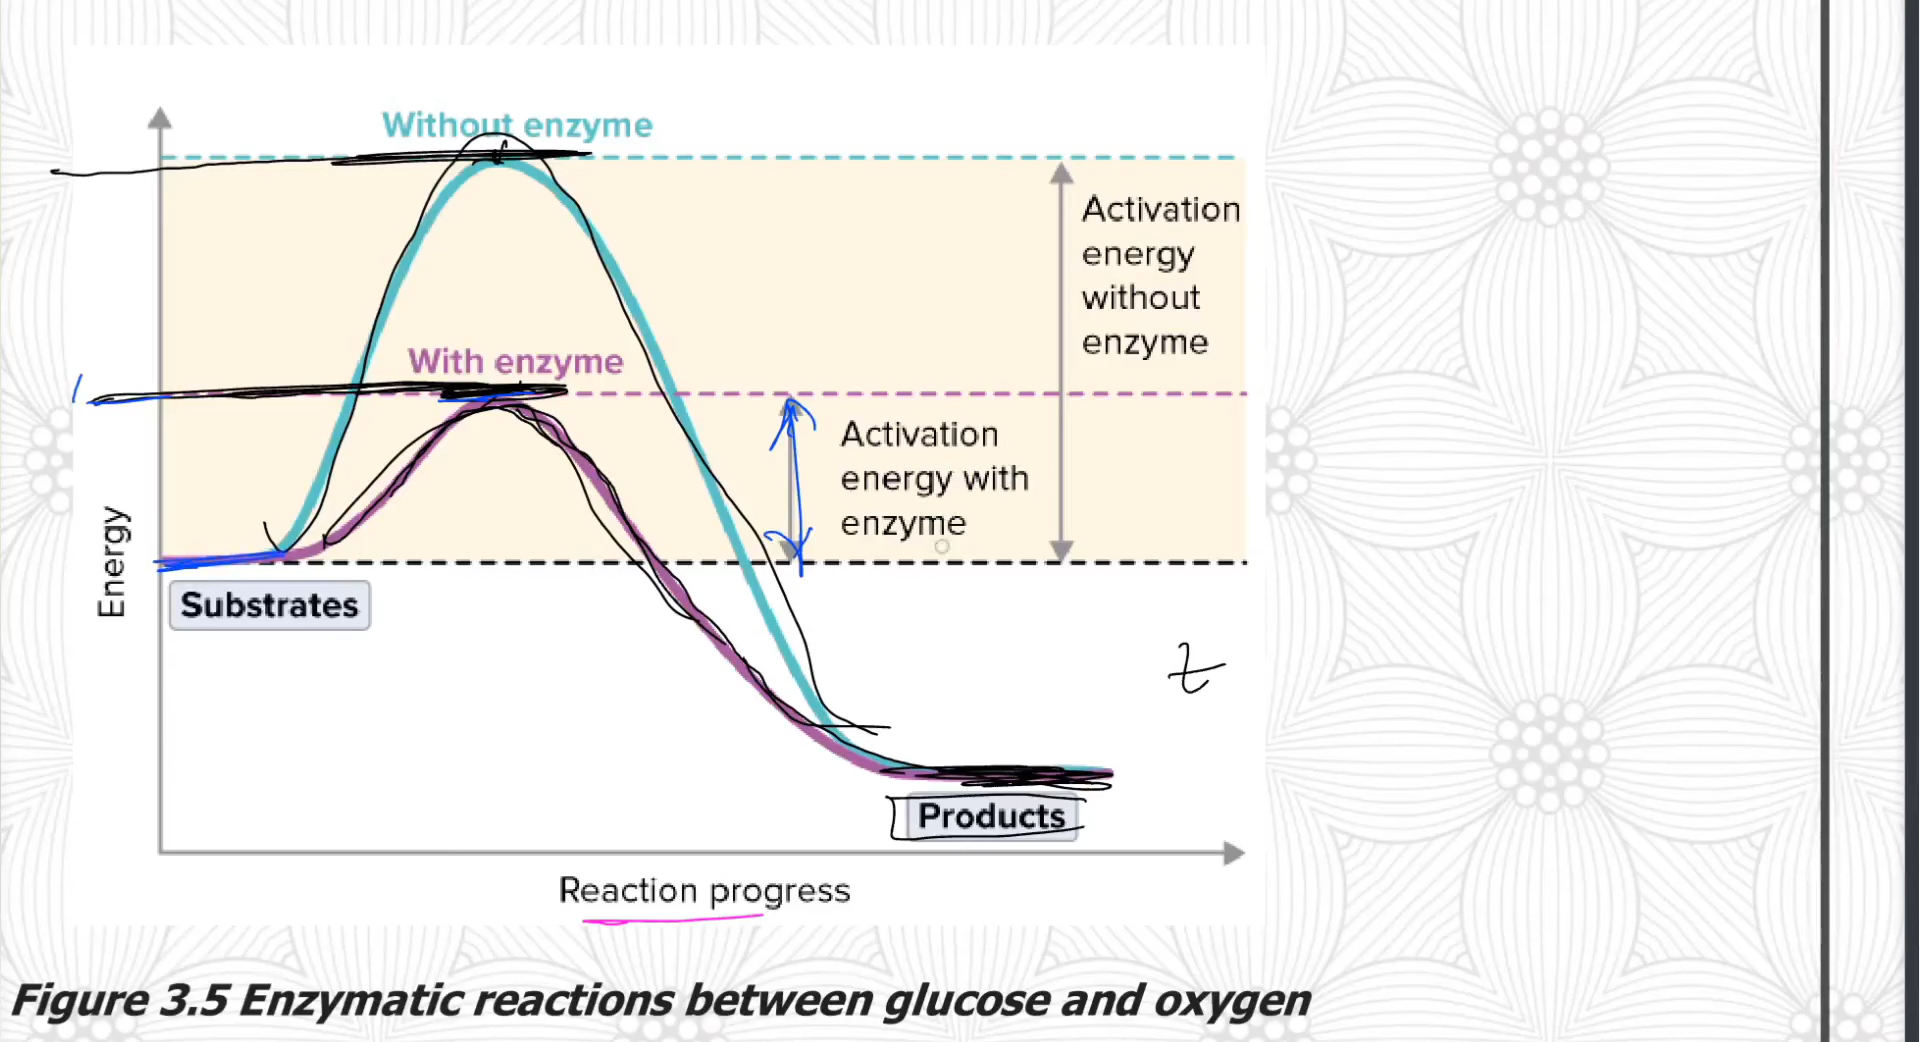 Without enzyme
Activation
energy
without
enzyme
With enzyme
Activation
energy with
enzyme
Energy
Substrates
t
Products
Reaction progress
Figure 3.5 Enzymatic reactions between glucose and oxygen